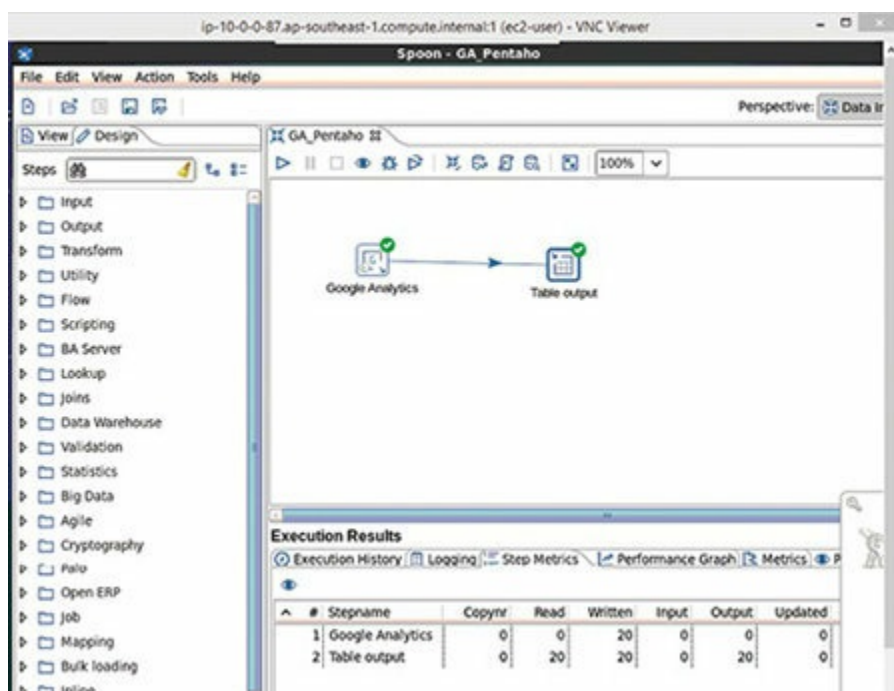 ip-10-0-0-87.ap-southeast-1.compute.internal:1 (ec2-user) - VNC Viewer
Spoon - GA_Pentaho
File Edit View Action Tools Help
Perspective: Data In
View Design
GA_Pentaho
Steps
100%
Input
Output
Transform
Utility
Flow
Scripting
BA Server
Lookup
Joins
Data Warehouse
Validation
Statistics
Big Data
Agile
Cryptography
Palo
Open ERP
Job
Mapping
Bulk loading
Inline
Google Analytics
Table output
Execution Results
Execution History Logging Step Metrics Performance Graph Metrics P
# Stepname Copynr Read Written Input Output Updated
1 Google Analytics 0 0 20 0 0 0
2 Table output 0 20 20 0 20 0